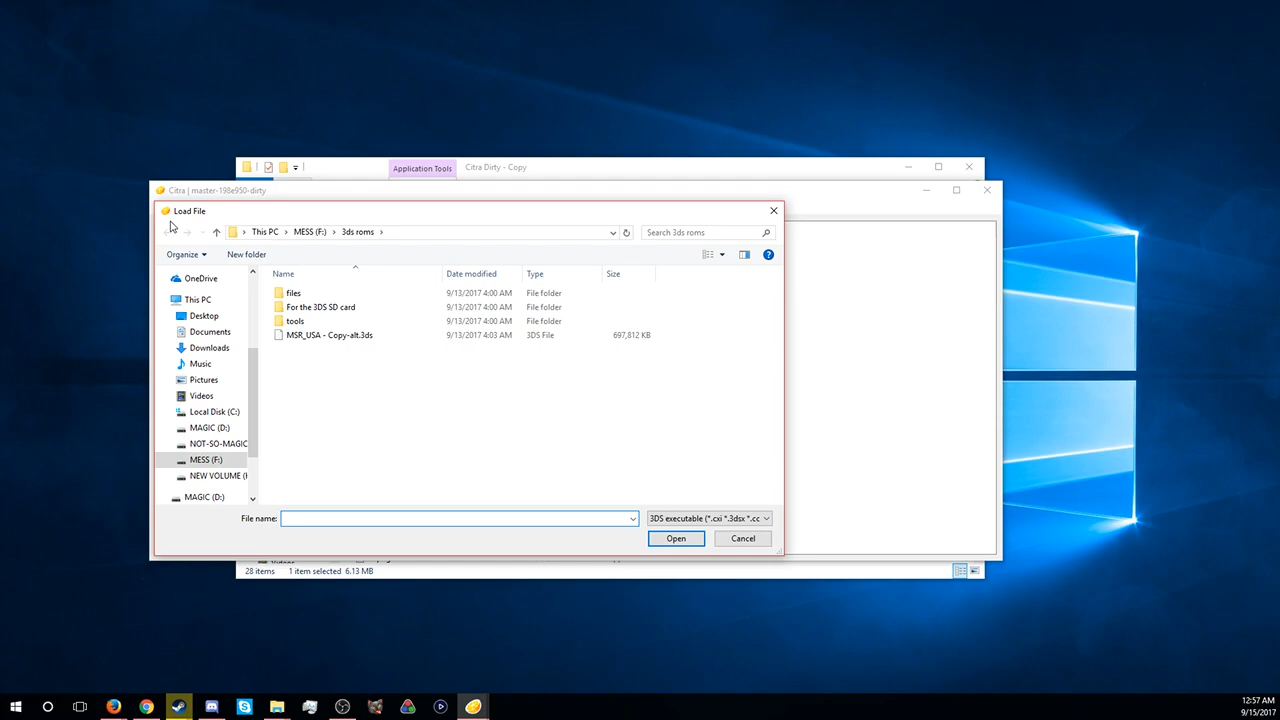 Application Tools Citra Dirty - Copy
Citra | master-198e950-dirty
Load File
This PC MESS (F:) 3ds roms Search 3ds roms
Organize New folder
Name Date modified Type Size
files 9/13/2017 4:00 AM File folder
For the 3DS SD card 9/13/2017 4:00 AM File folder
tools 9/13/2017 4:00 AM File folder
MSR_USA - Copy-alt.3ds 9/13/2017 4:03 AM 3DS File 697,812 KB
OneDrive
This PC
Desktop
Documents
Downloads
Music
Pictures
Videos
Local Disk (C:)
MAGIC (D:)
NOT-SO-MAGIC
MESS (F:)
NEW VOLUME (
MAGIC (D:)
File name: 3DS executable (*.cxi *.3dsx *.cc
Open Cancel
28 items 1 item selected 6.13 MB
12:57 AM
9/15/2017